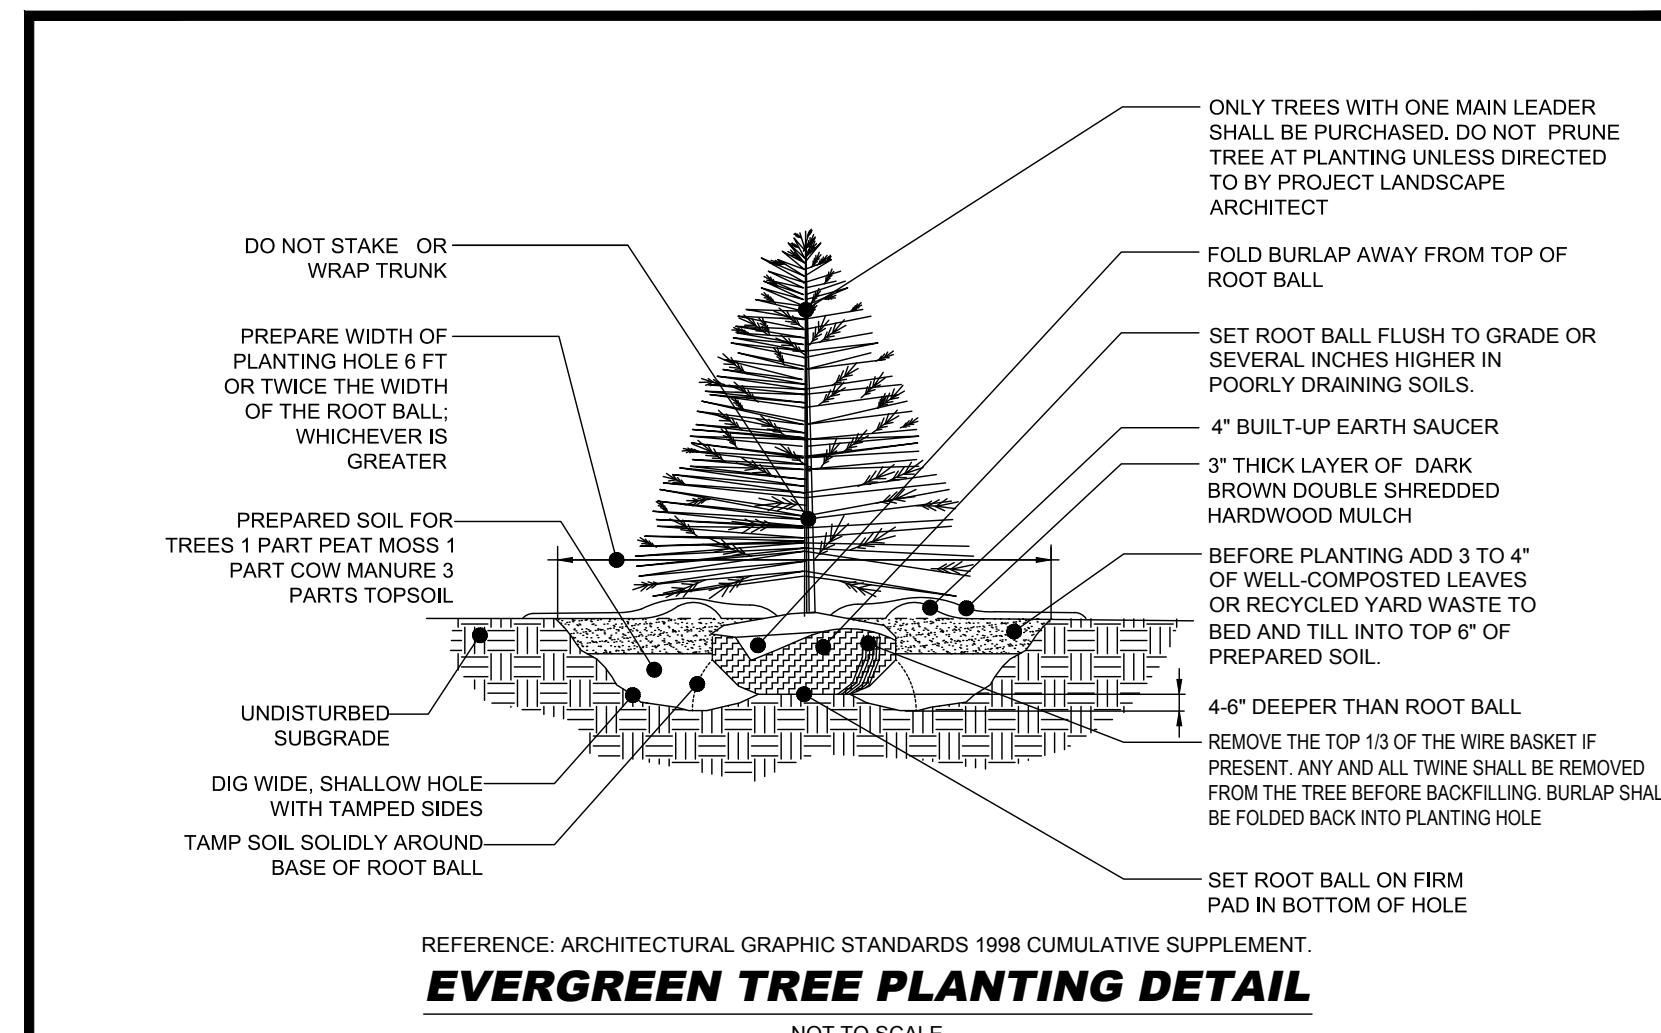 DO NOT STAKE OR
WRAP TRUNK
PREPARE WIDTH OF
PLANTING HOLE 6 FT
OR TWICE THE WIDTH
OF THE ROOT BALL;
WHICHEVER IS
GREATER
PREPARED SOIL FOR
TREES 1 PART PEAT MOSS 1
PART COW MANURE 3
PARTS TOPSOIL
UNDISTURBED
SUBGRADE
DIG WIDE, SHALLOW HOLE
WITH TAMPED SIDES
TAMP SOIL SOLIDLY AROUND
BASE OF ROOT BALL
ONLY TREES WITH ONE MAIN LEADER
SHALL BE PURCHASED. DO NOT PRUNE
TREE AT PLANTING UNLESS DIRECTED
TO BY PROJECT LANDSCAPE
ARCHITECT
FOLD BURLAP AWAY FROM TOP OF
ROOT BALL
SET ROOT BALL FLUSH TO GRADE OR
SEVERAL INCHES HIGHER IN
POORLY DRAINING SOILS.
4" BUILT-UP EARTH SAUCER
3" THICK LAYER OF DARK
BROWN DOUBLE SHREDDED
HARDWOOD MULCH
BEFORE PLANTING ADD 3 TO 4"
OF WELL-COMPOSTED LEAVES
OR RECYCLED YARD WASTE TO
BED AND TILL INTO TOP 6" OF
PREPARED SOIL.
4-6" DEEPER THAN ROOT BALL
REMOVE THE TOP 1/3 OF THE WIRE BASKET IF
PRESENT. ANY AND ALL TWINE SHALL BE REMOVED
FROM THE TREE BEFORE BACKFILLING. BURLAP SHAL
BE FOLDED BACK INTO PLANTING HOLE
SET ROOT BALL ON FIRM
PAD IN BOTTOM OF HOLE
REFERENCE: ARCHITECTURAL GRAPHIC STANDARDS 1998 CUMULATIVE SUPPLEMENT.
EVERGREEN TREE PLANTING DETAIL
NOT TO SCALE